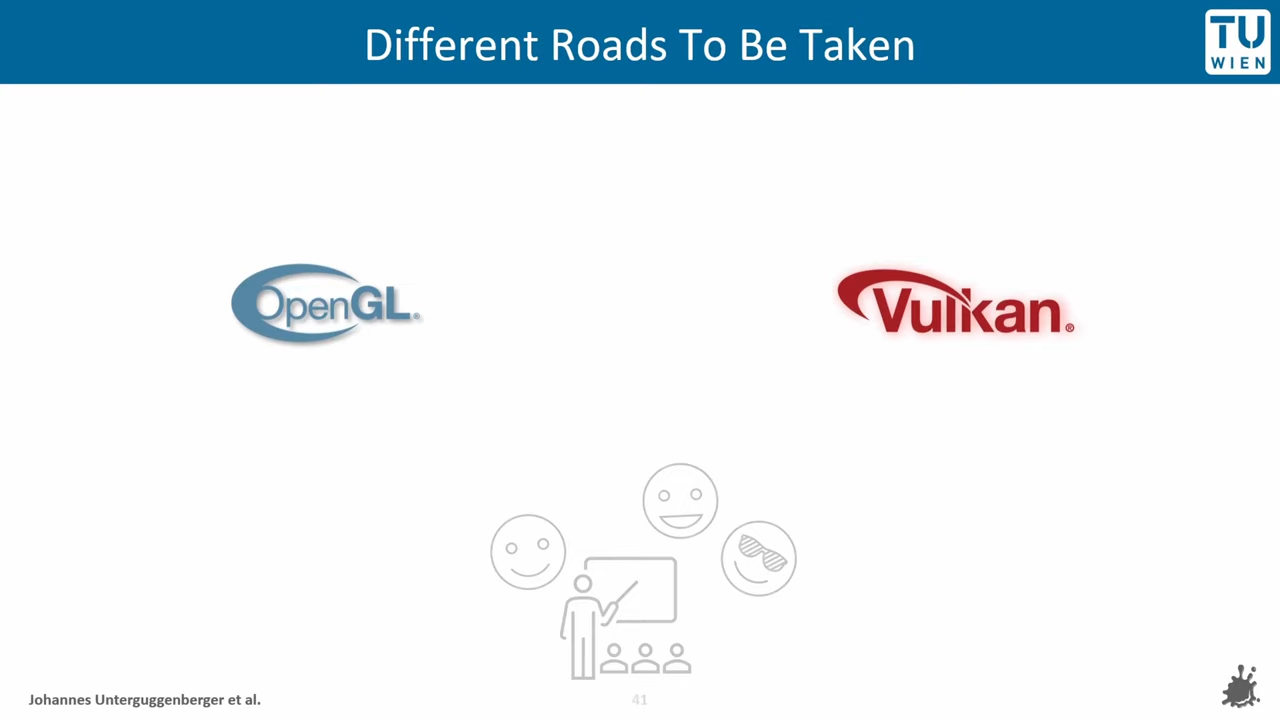 Different Roads To Be Taken
TU
WIEN
OpenGL®
Vulkan®
Johannes Unterguggenberger et al.
41